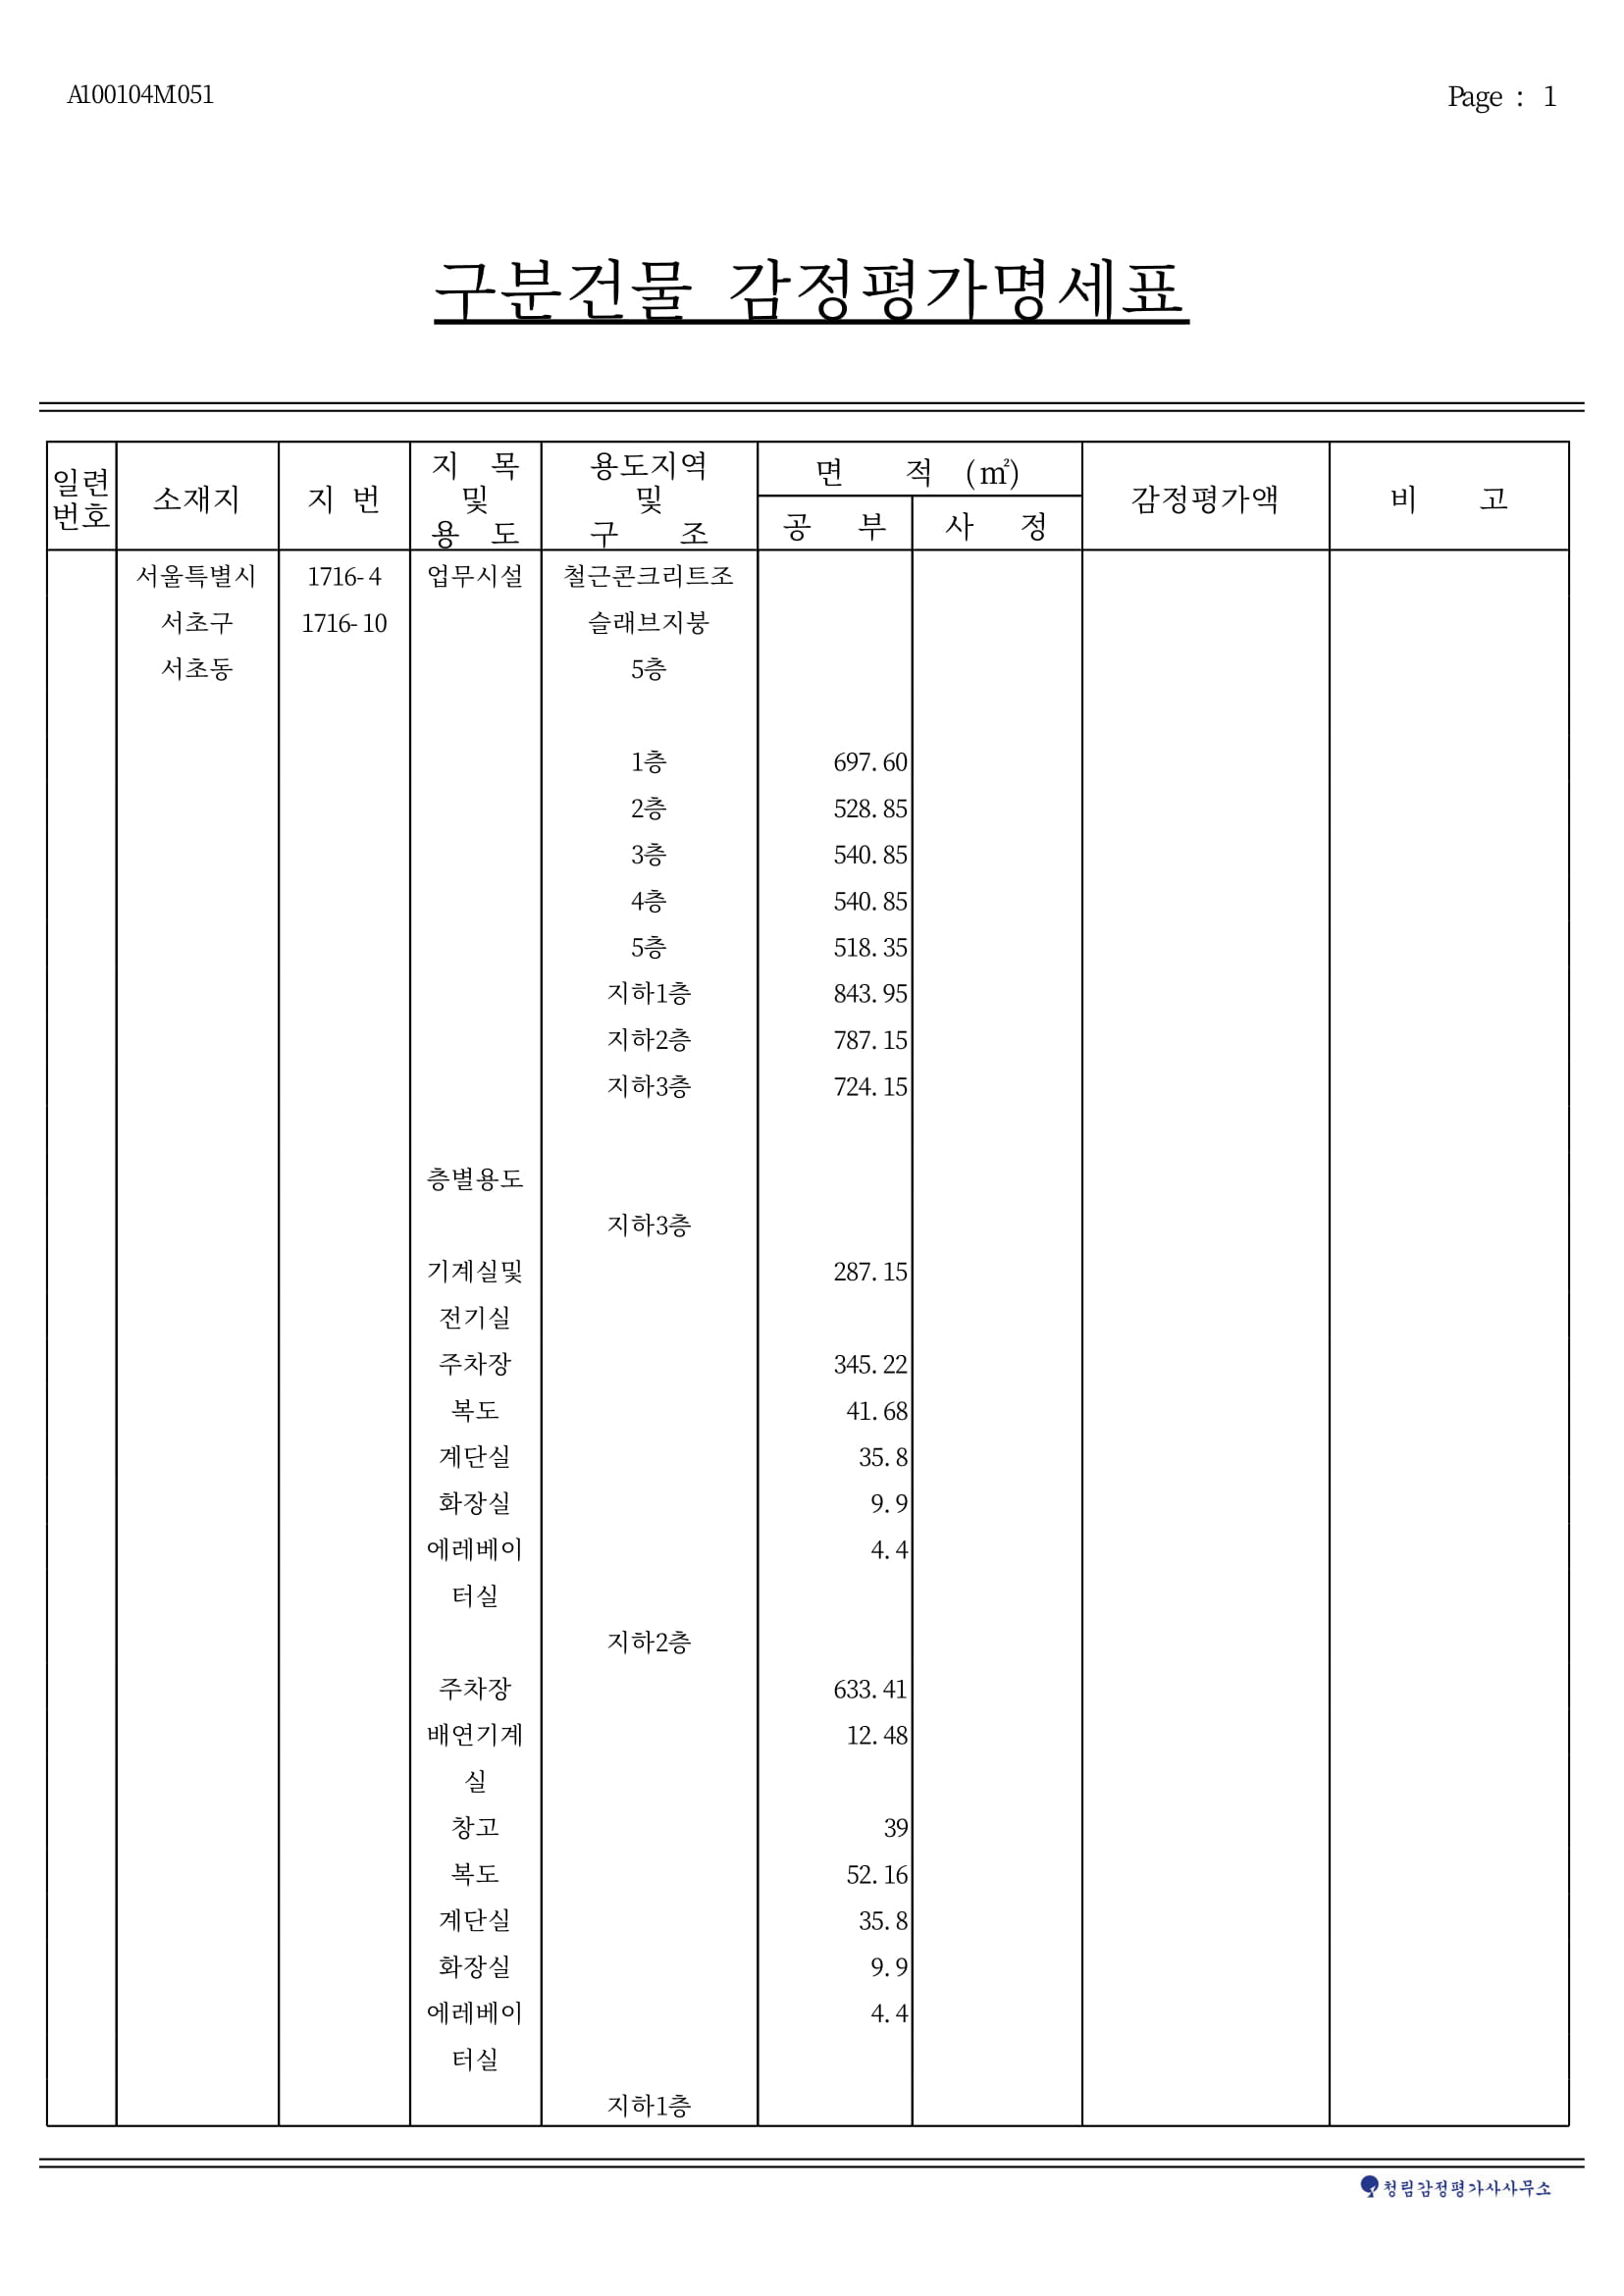 A100104M1051
Page : 1
구분건물 감정평가명세표
일련번호 소재지 지 번 지 목 및 용 도 용도지역 및 구 조 면 적 (㎡) 공 부 사 정 감정평가액 비 고
서울특별시 1716-4 업무시설 철근콘크리트조
서초구 1716-10 슬래브지붕
서초동 5층
1층 697.60
2층 528.85
3층 540.85
4층 540.85
5층 518.35
지하1층 843.95
지하2층 787.15
지하3층 724.15
층별용도
지하3층
기계실및 287.15
전기실
주차장 345.22
복도 41.68
계단실 35.8
화장실 9.9
에레베이 4.4
터실
지하2층
주차장 633.41
배연기계 12.48
실
창고 39
복도 52.16
계단실 35.8
화장실 9.9
에레베이 4.4
터실
지하1층
청림감정평가사사무소